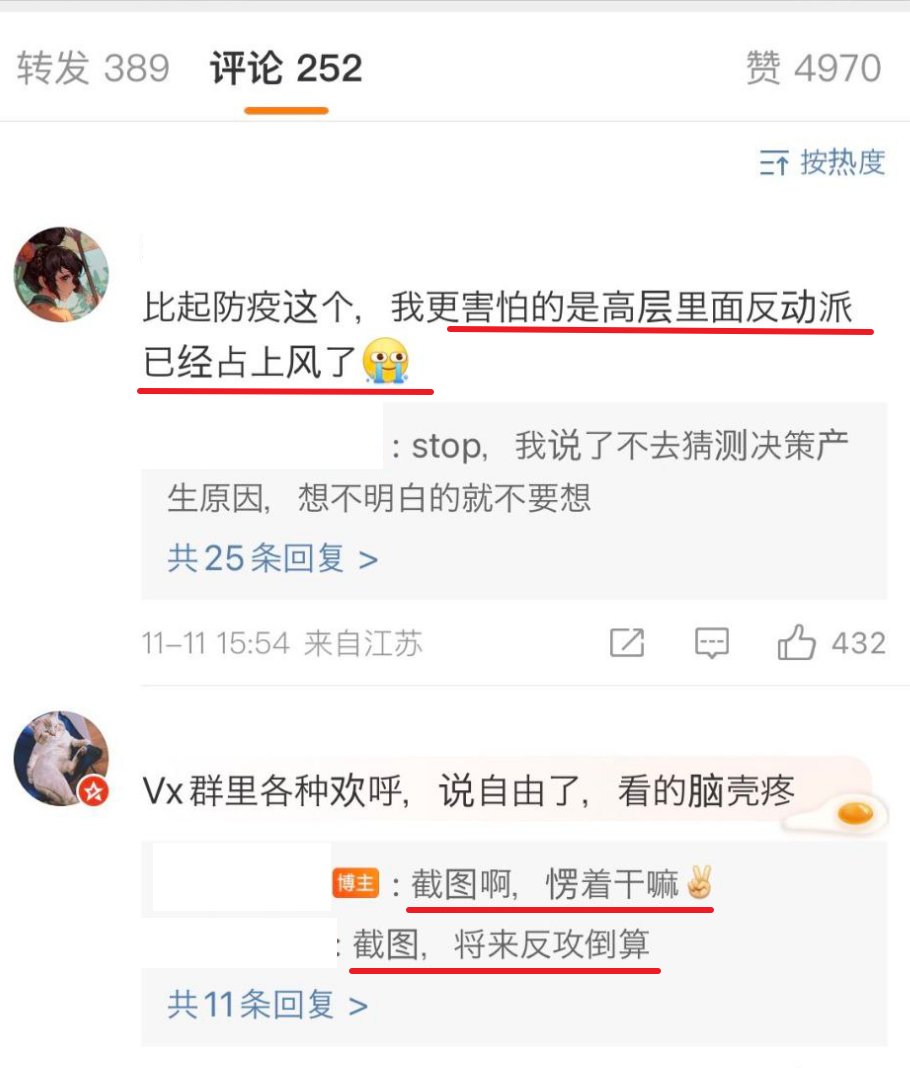 转发 389 评论 252 赞 4970
按热度
比起防疫这个，我更害怕的是高层里面反动派
已经占上风了
: stop，我说了不去猜测决策产
生原因，想不明白的就不要想
共25条回复 >
11-11 15:54 来自江苏 432
Vx群里各种欢呼，说自由了，看的脑壳疼
博主 : 截图啊，愣着干嘛
: 截图，将来反攻倒算
共11条回复 >